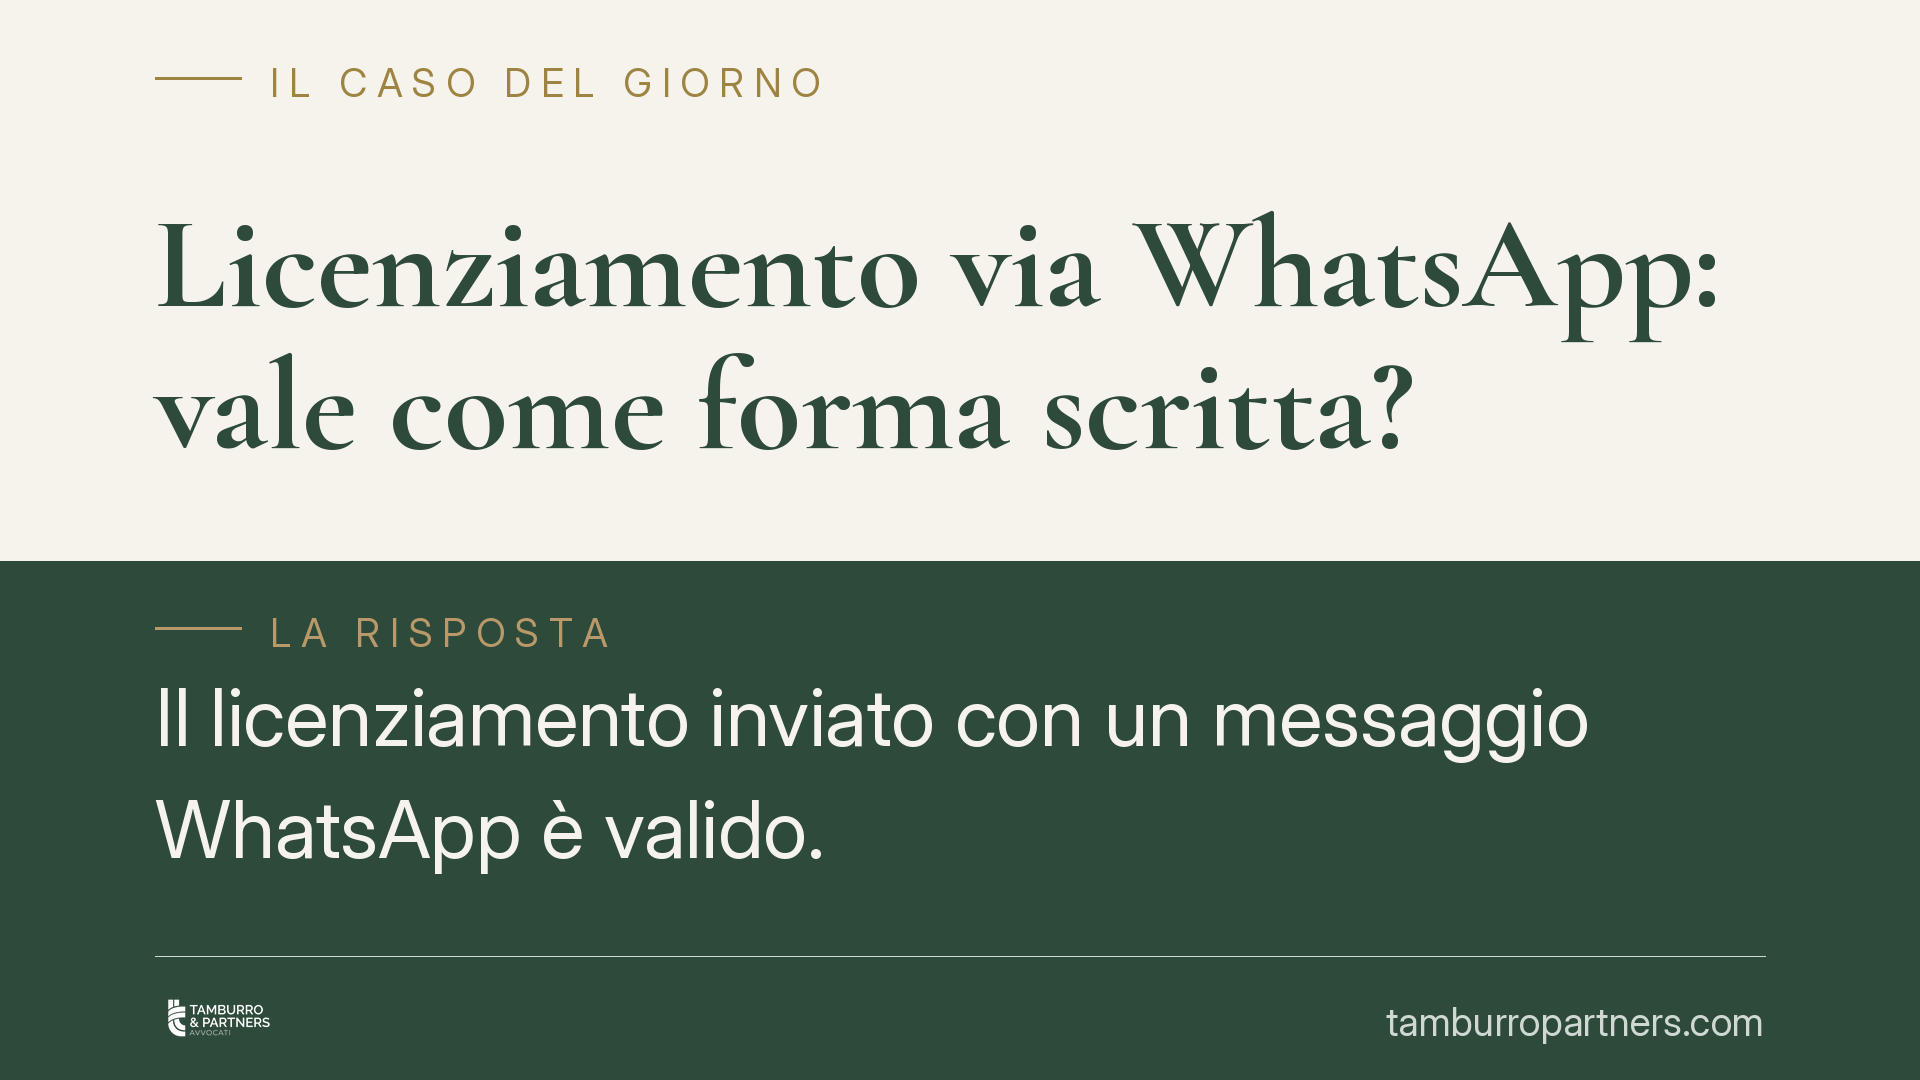 IL CASO DEL GIORNO
Licenziamento via WhatsApp:
vale come forma scritta?
LA RISPOSTA
Il licenziamento inviato con un messaggio
WhatsApp è valido.
TAMBURRO
& PARTNERS
AVVOCATI
tamburropartners.com